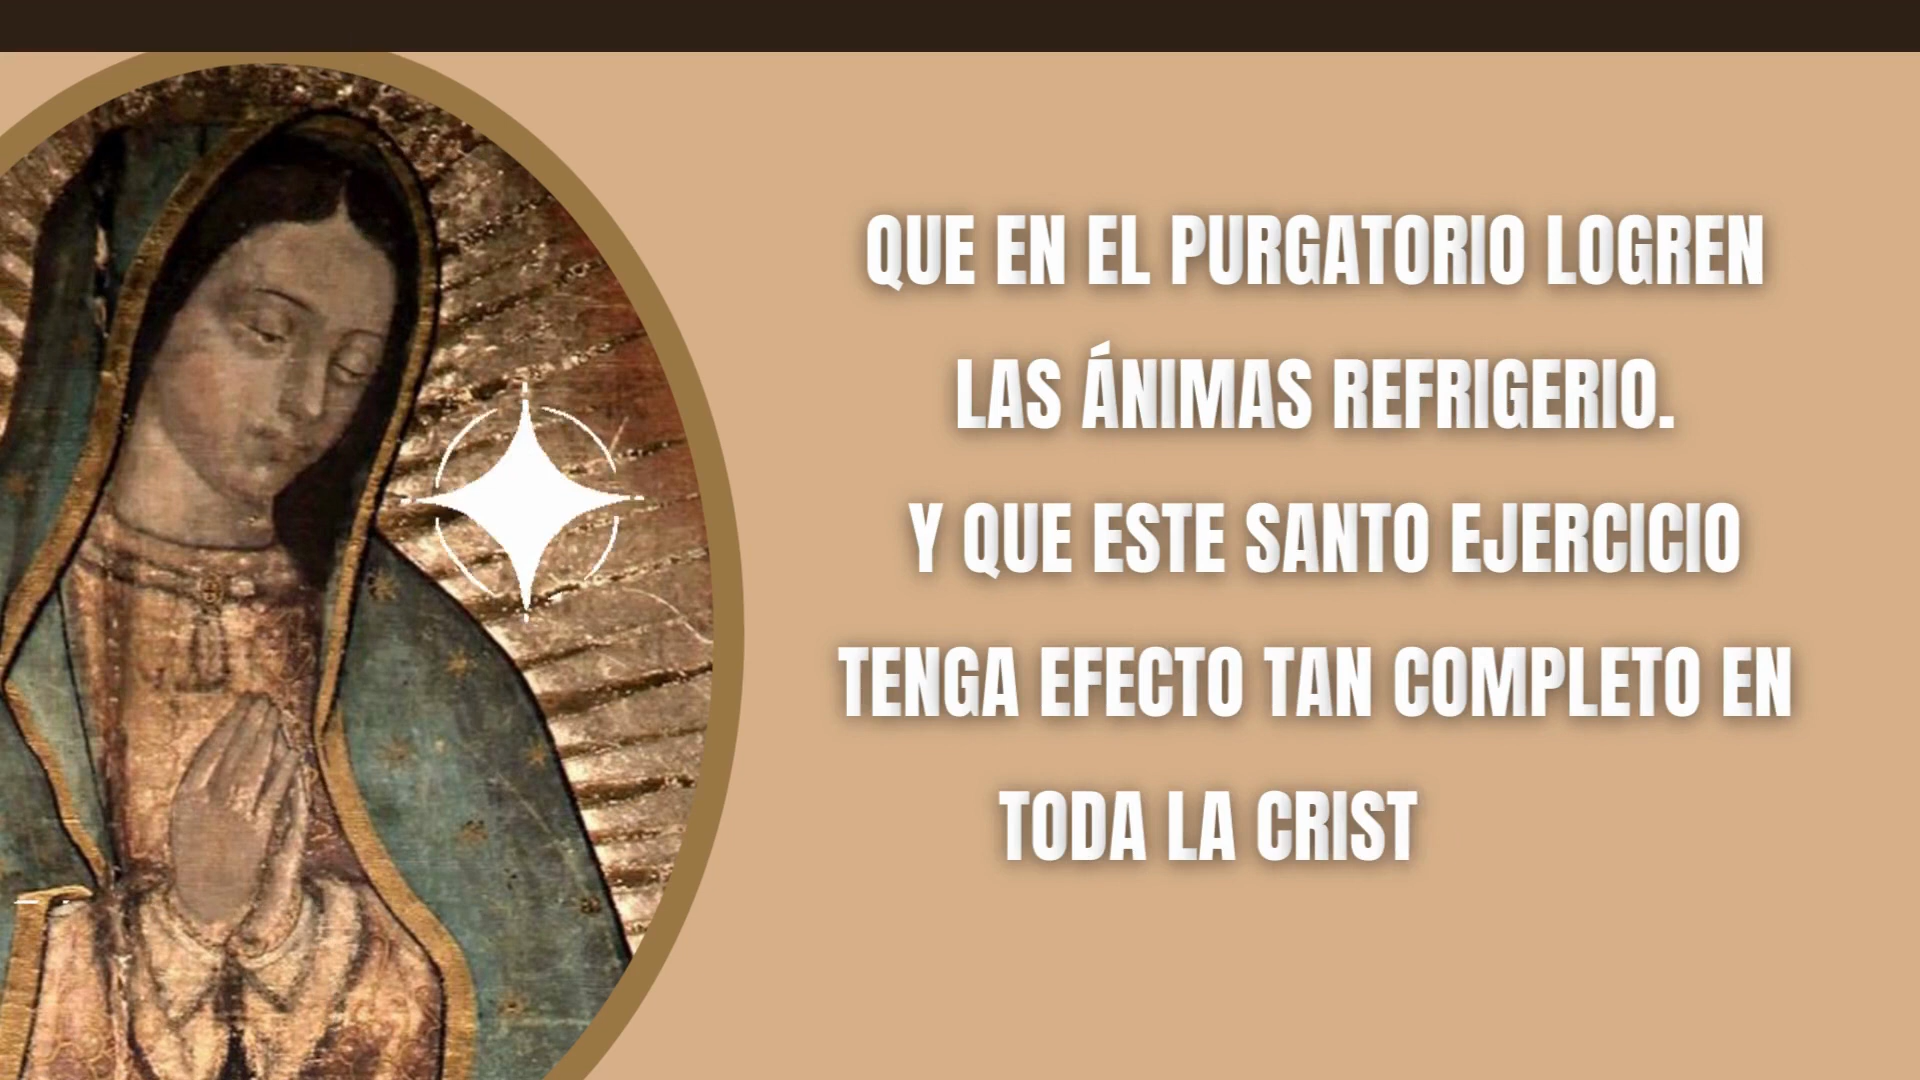 QUE EN EL PURGATORIO LOGREN
LAS ÁNIMAS REFRIGERIO.
Y QUE ESTE SANTO EJERCICIO
TENGA EFECTO TAN COMPLETO EN
TODA LA CRIST